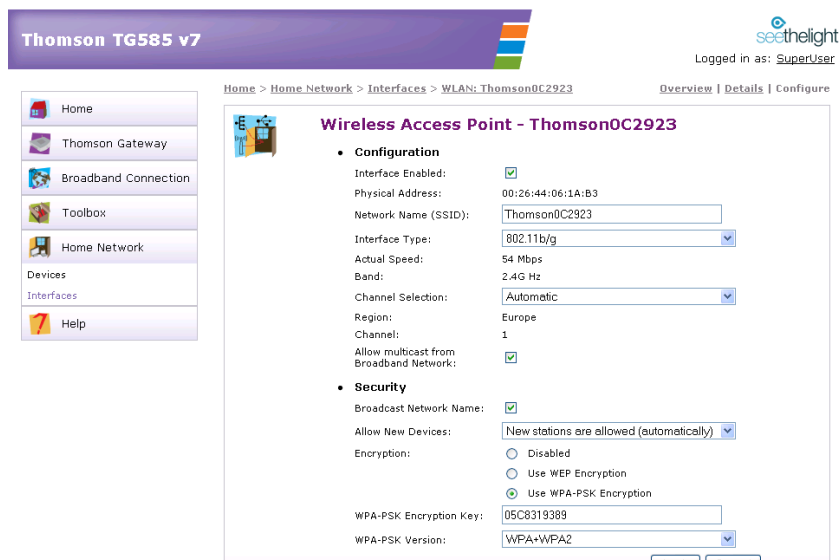 Thomson TG585 v7
seethelight
Logged in as: SuperUser
Home > Home Network > Interfaces > WLAN: Thomson0C2923
Overview | Details | Configure
Home
Thomson Gateway
Broadband Connection
Toolbox
Home Network
Devices
Interfaces
Help
Wireless Access Point - Thomson0C2923
• Configuration
Interface Enabled:
Physical Address: 00:26:44:06:1A:B3
Network Name (SSID): Thomson0C2923
Interface Type: 802.11b/g
Actual Speed: 54 Mbps
Band: 2.4G Hz
Channel Selection: Automatic
Region: Europe
Channel: 1
Allow multicast from
Broadband Network:
• Security
Broadcast Network Name:
Allow New Devices: New stations are allowed (automatically)
Encryption: Disabled
Use WEP Encryption
Use WPA-PSK Encryption
WPA-PSK Encryption Key: 05C8319389
WPA-PSK Version: WPA+WPA2